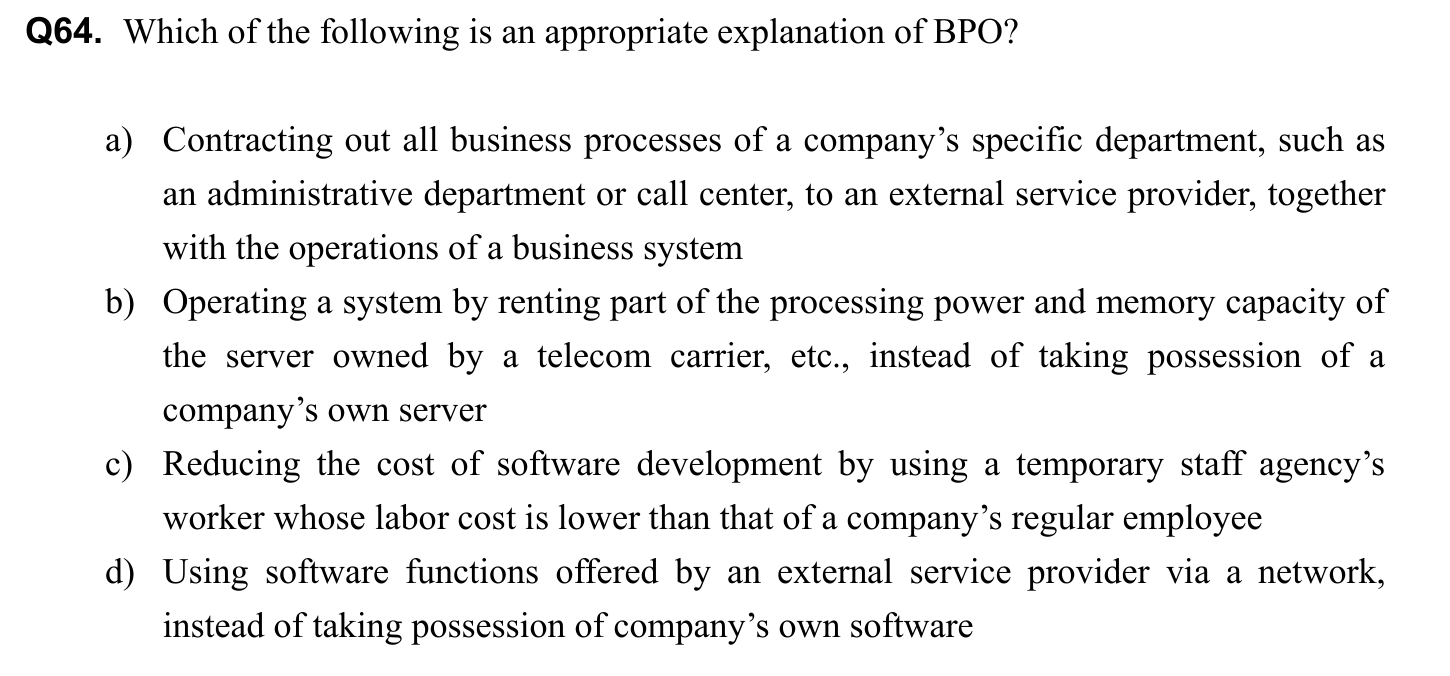 Q64. Which of the following is an appropriate explanation of BPO?
a) Contracting out all business processes of a company’s specific department, such as
an administrative department or call center, to an external service provider, together
with the operations of a business system
b) Operating a system by renting part of the processing power and memory capacity of
the server owned by a telecom carrier, etc., instead of taking possession of a
company’s own server
c) Reducing the cost of software development by using a temporary staff agency’s
worker whose labor cost is lower than that of a company’s regular employee
d) Using software functions offered by an external service provider via a network,
instead of taking possession of company’s own software